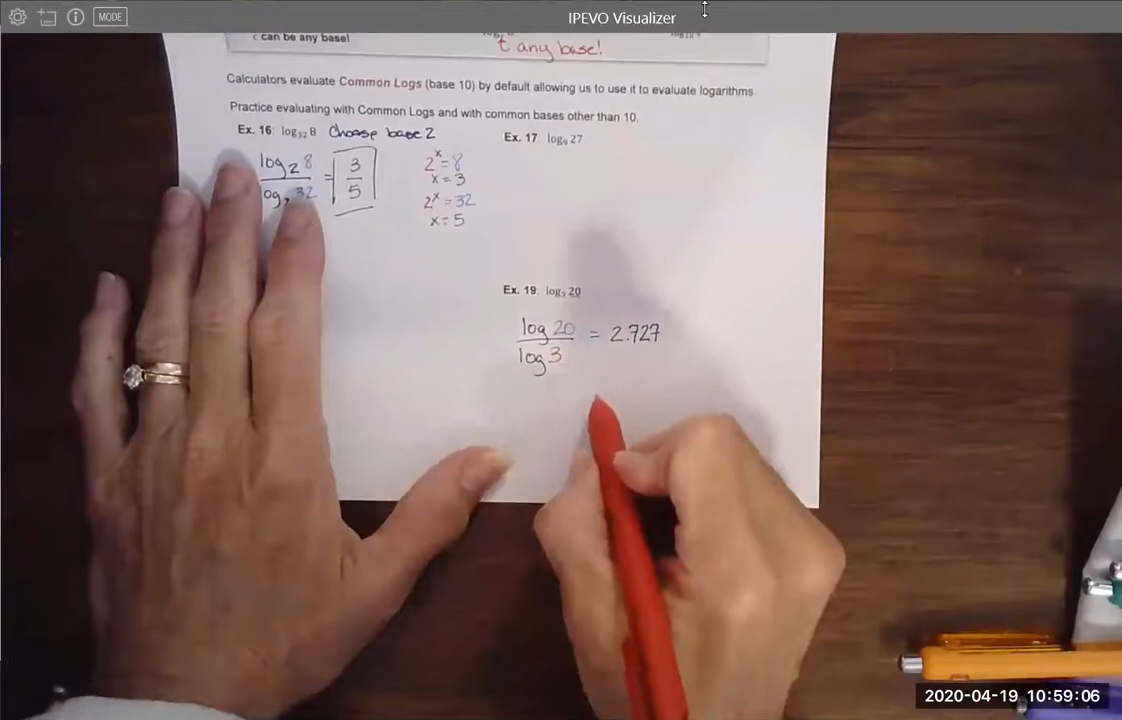 MODE
IPEVO Visualizer
c can be any base!
t any base!
Calculators evaluate Common Logs (base 10) by default allowing us to use it to evaluate logarithms
Practice evaluating with Common Logs and with common bases other than 10.
Ex. 16: log₃₂ 8 Choose base 2
log₂ 8
log₂ 32
= 3/5
2ˣ = 8
x = 3
2ˣ = 32
x = 5
Ex. 17: log₉ 27
Ex. 19: log₃ 20
log 20
log 3
= 2.727
2020-04-19 10:59:06